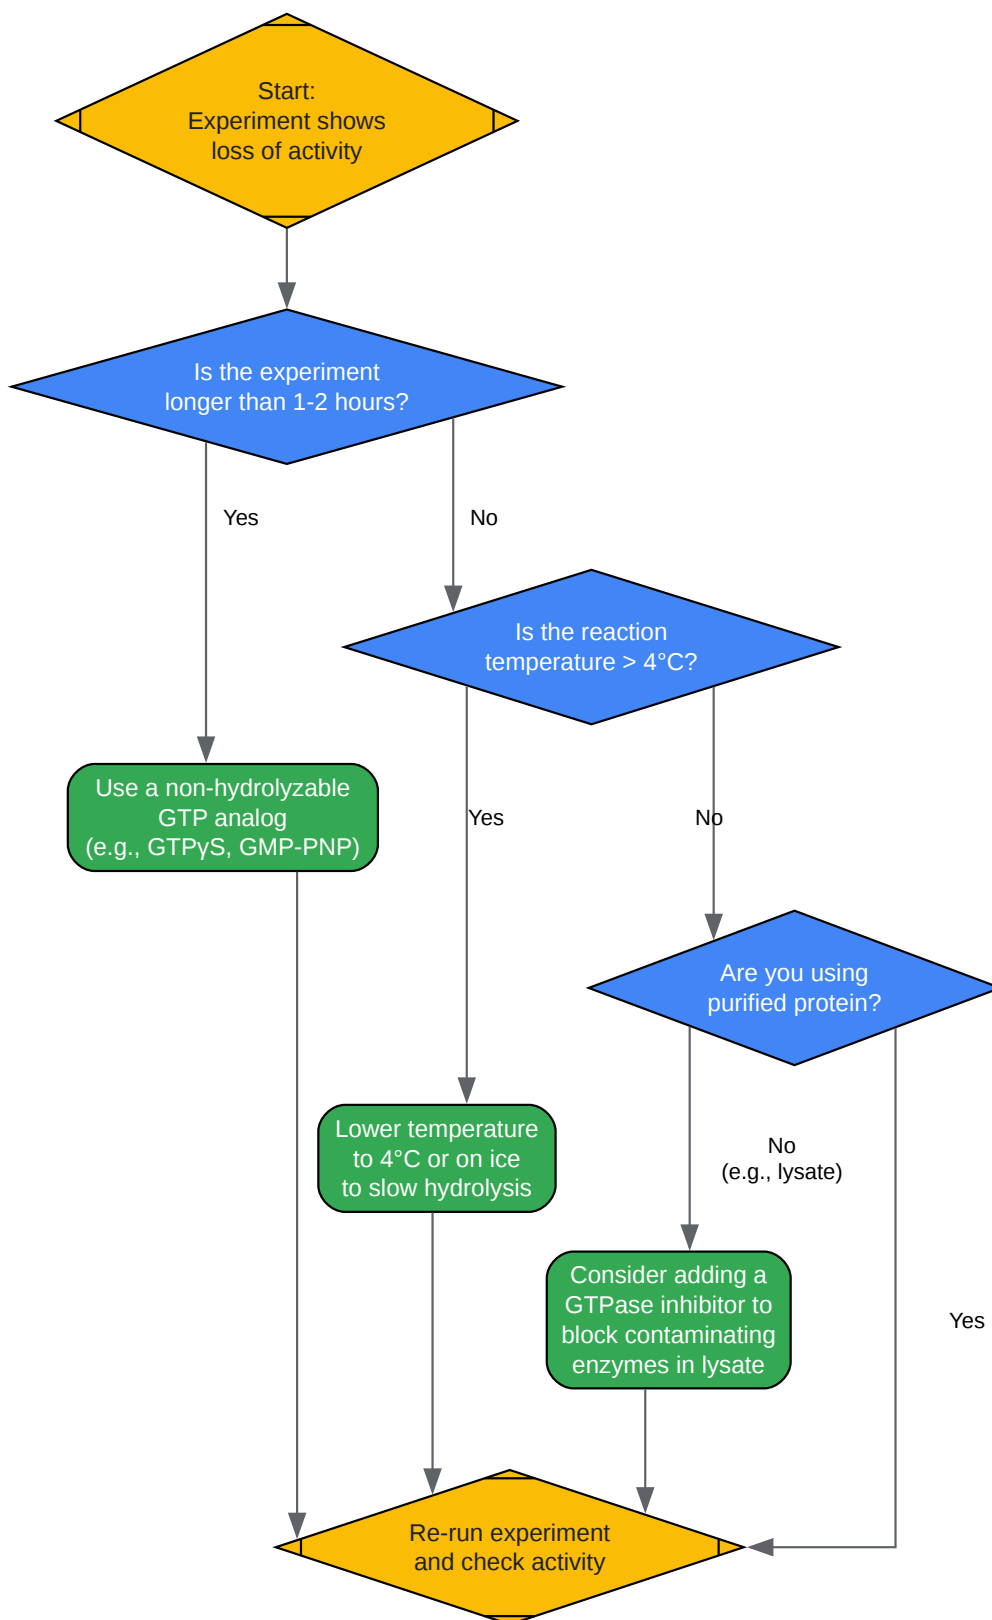 Start:
Experiment shows
loss of activity
Is the experiment
longer than 1-2 hours?
Yes
No
Is the reaction
temperature > 4°C?
Use a non-hydrolyzable
GTP analog
(e.g., GTPγS, GMP-PNP)
Yes
No
Are you using
purified protein?
Lower temperature
to 4°C or on ice
to slow hydrolysis
No
(e.g., lysate)
Consider adding a
GTPase inhibitor to
block contaminating
enzymes in lysate
Yes
Re-run experiment
and check activity